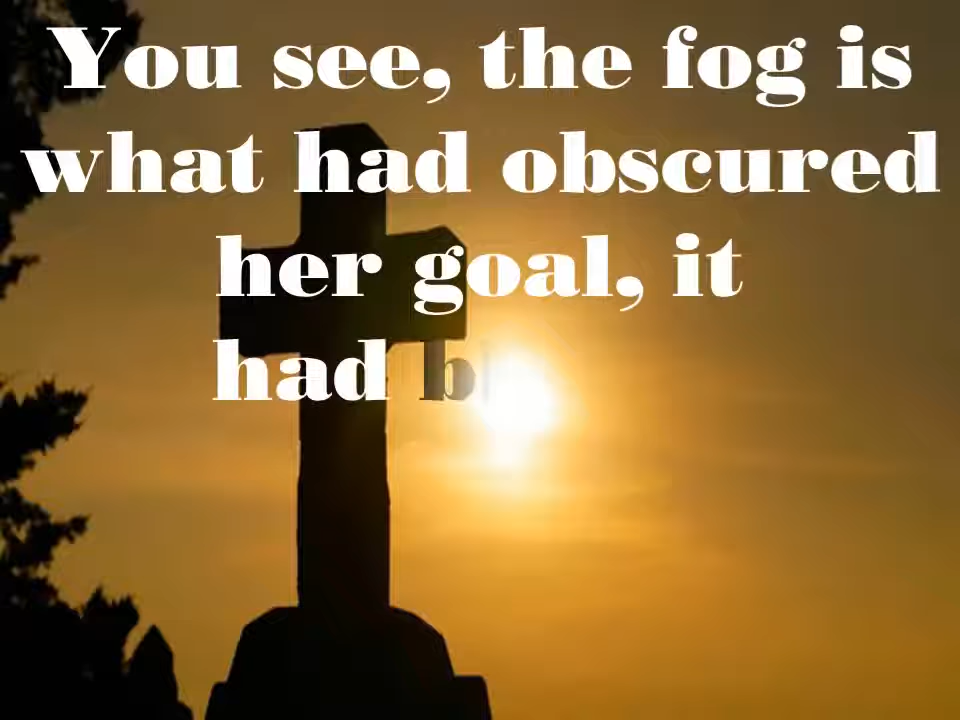 You see, the fog is
what had obscured
her goal, it
had